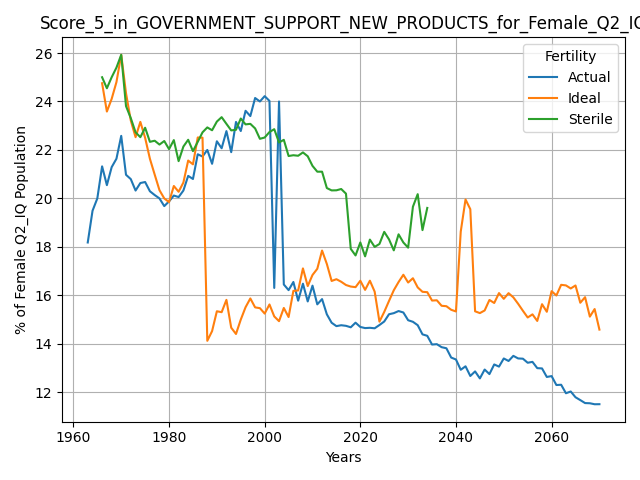 Score_5_in_GOVERNMENT_SUPPORT_NEW_PRODUCTS_for_Female_Q2_IQ
Fertility
Actual
Ideal
Sterile
% of Female Q2_IQ Population
26
24
22
20
18
16
14
12
1960 1980 2000 2020 2040 2060
Years